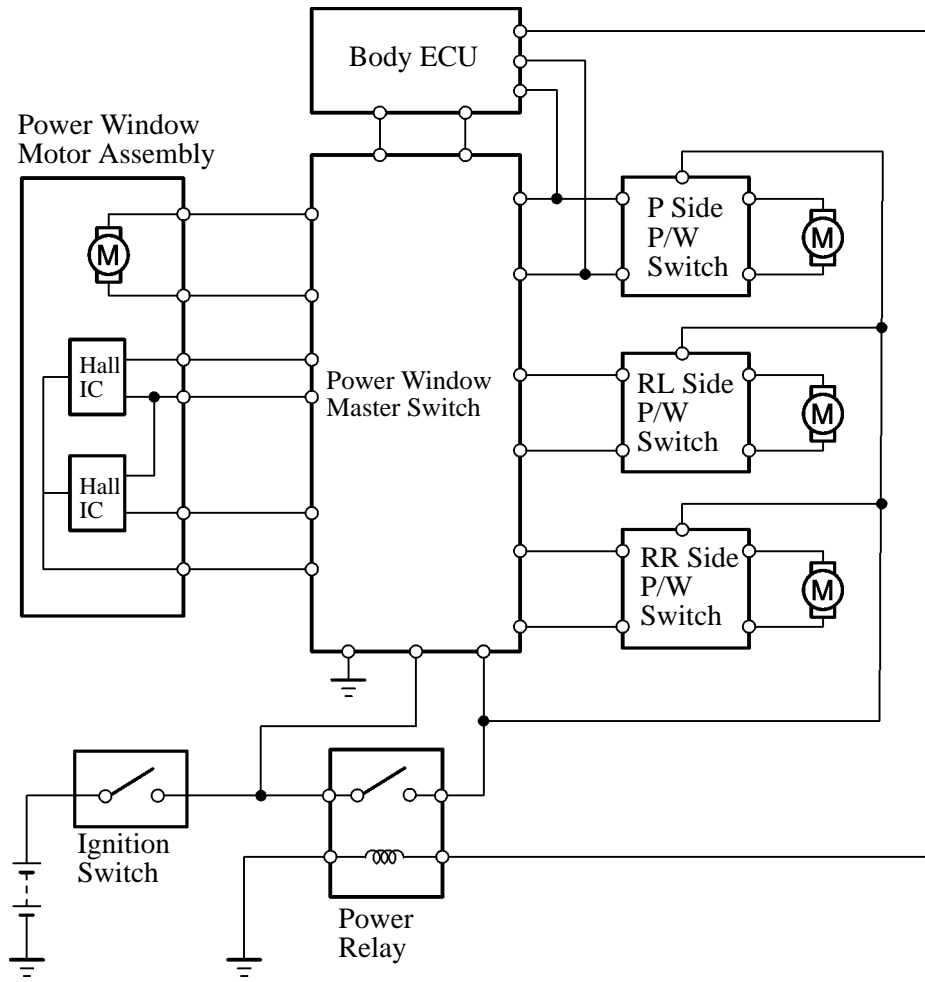 Body ECU
Power Window
Motor Assembly
M
Hall
IC
Hall
IC
Power Window
Master Switch
P Side
P/W
Switch
M
RL Side
P/W
Switch
M
RR Side
P/W
Switch
M
Ignition
Switch
Power
Relay